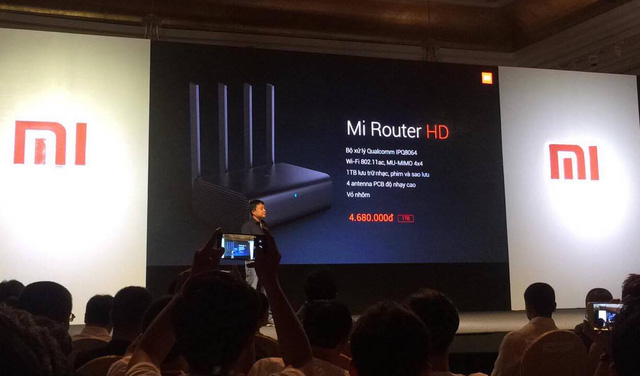 mi
Mi Router HD
Bộ xử lý Qualcomm IPQ8064
Wi-Fi 802.11ac, MU-MIMO 4x4
1TB lưu trữ nhạc, phim và sao lưu
4 antenna PCB độ nhạy cao
Vỏ nhôm
4.680.000đ 1TB
mi